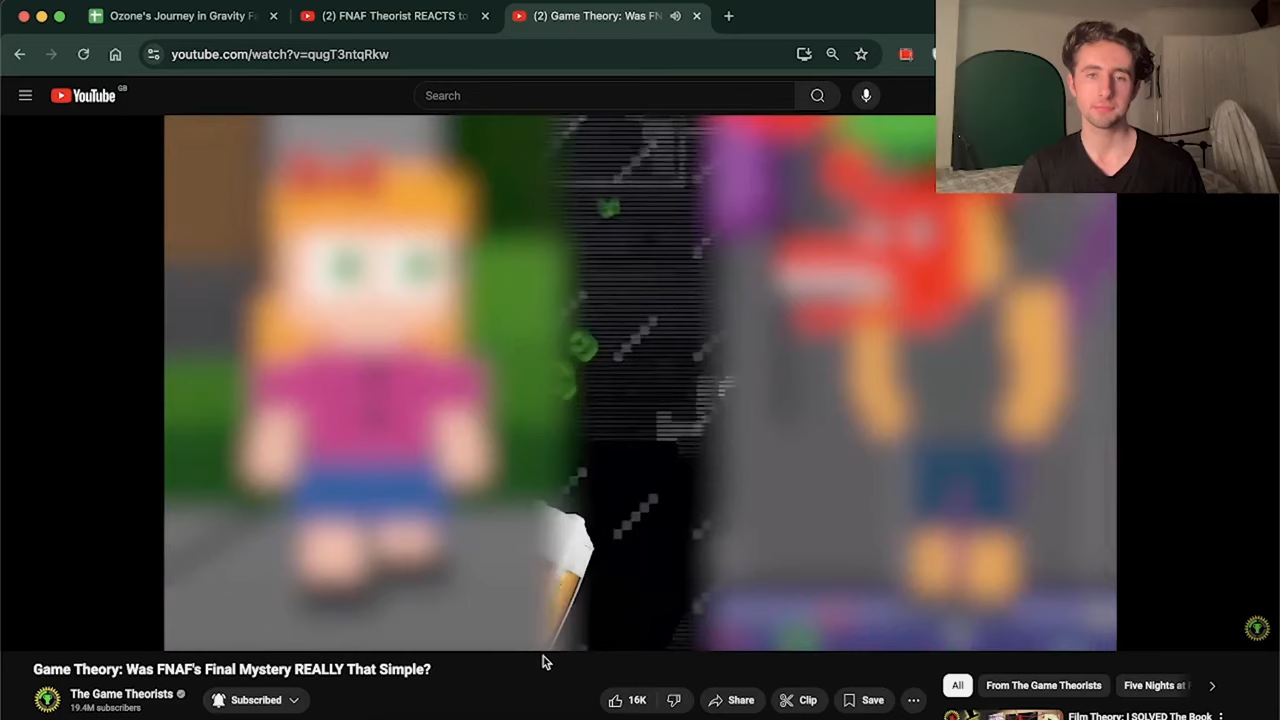 Ozone's Journey in Gravity Fa
(2) FNAF Theorist REACTS to
(2) Game Theory: Was FN
youtube.com/watch?v=qugT3ntqRkw
YouTube GB
Search
Game Theory: Was FNAF's Final Mystery REALLY That Simple?
The Game Theorists
19.4M subscribers
Subscribed
16K
Share
Clip
Save
All
From The Game Theorists
Five Nights at F
Film Theory: I SOLVED The Book